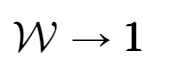 𝒲 → 1